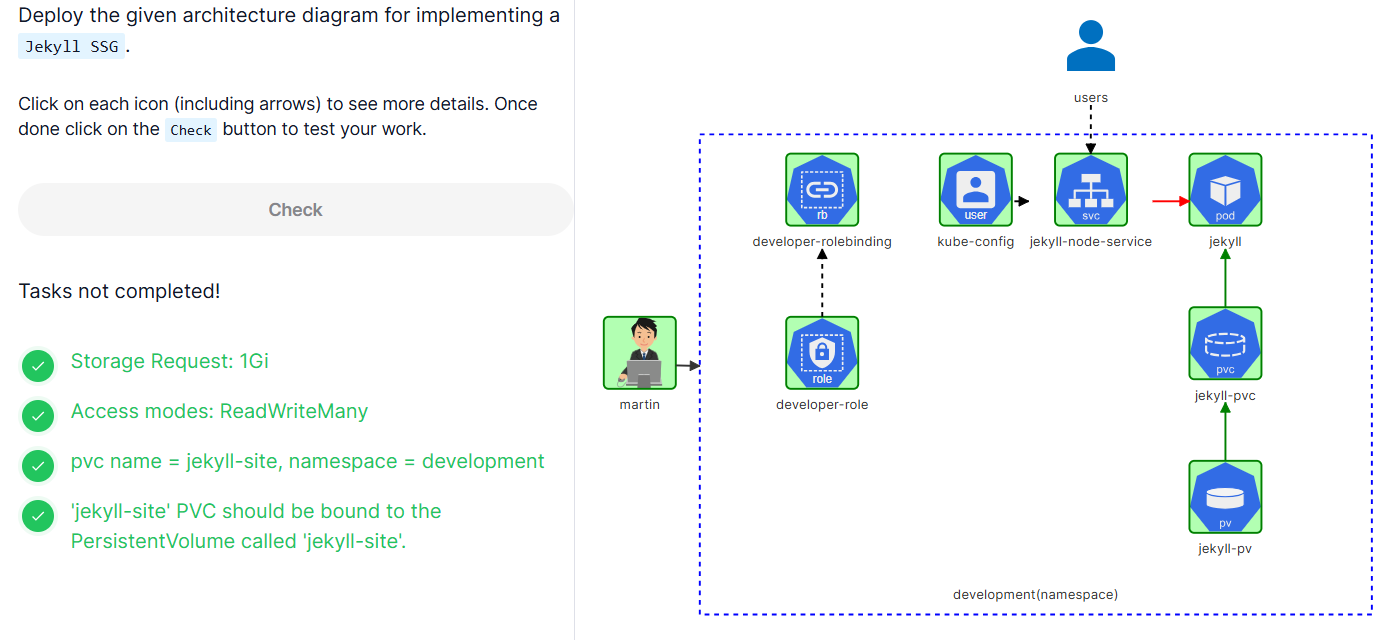 Deploy the given architecture diagram for implementing a
Jekyll SSG.
Click on each icon (including arrows) to see more details. Once
done click on the Check button to test your work.
Check
Tasks not completed!
Storage Request: 1Gi
Access modes: ReadWriteMany
pvc name = jekyll-site, namespace = development
'jekyll-site' PVC should be bound to the
PersistentVolume called 'jekyll-site'.
users
rb
user
svc
pod
developer-rolebinding
kube-config
jekyll-node-service
jekyll
role
pvc
martin
developer-role
jekyll-pvc
pv
jekyll-pv
development(namespace)